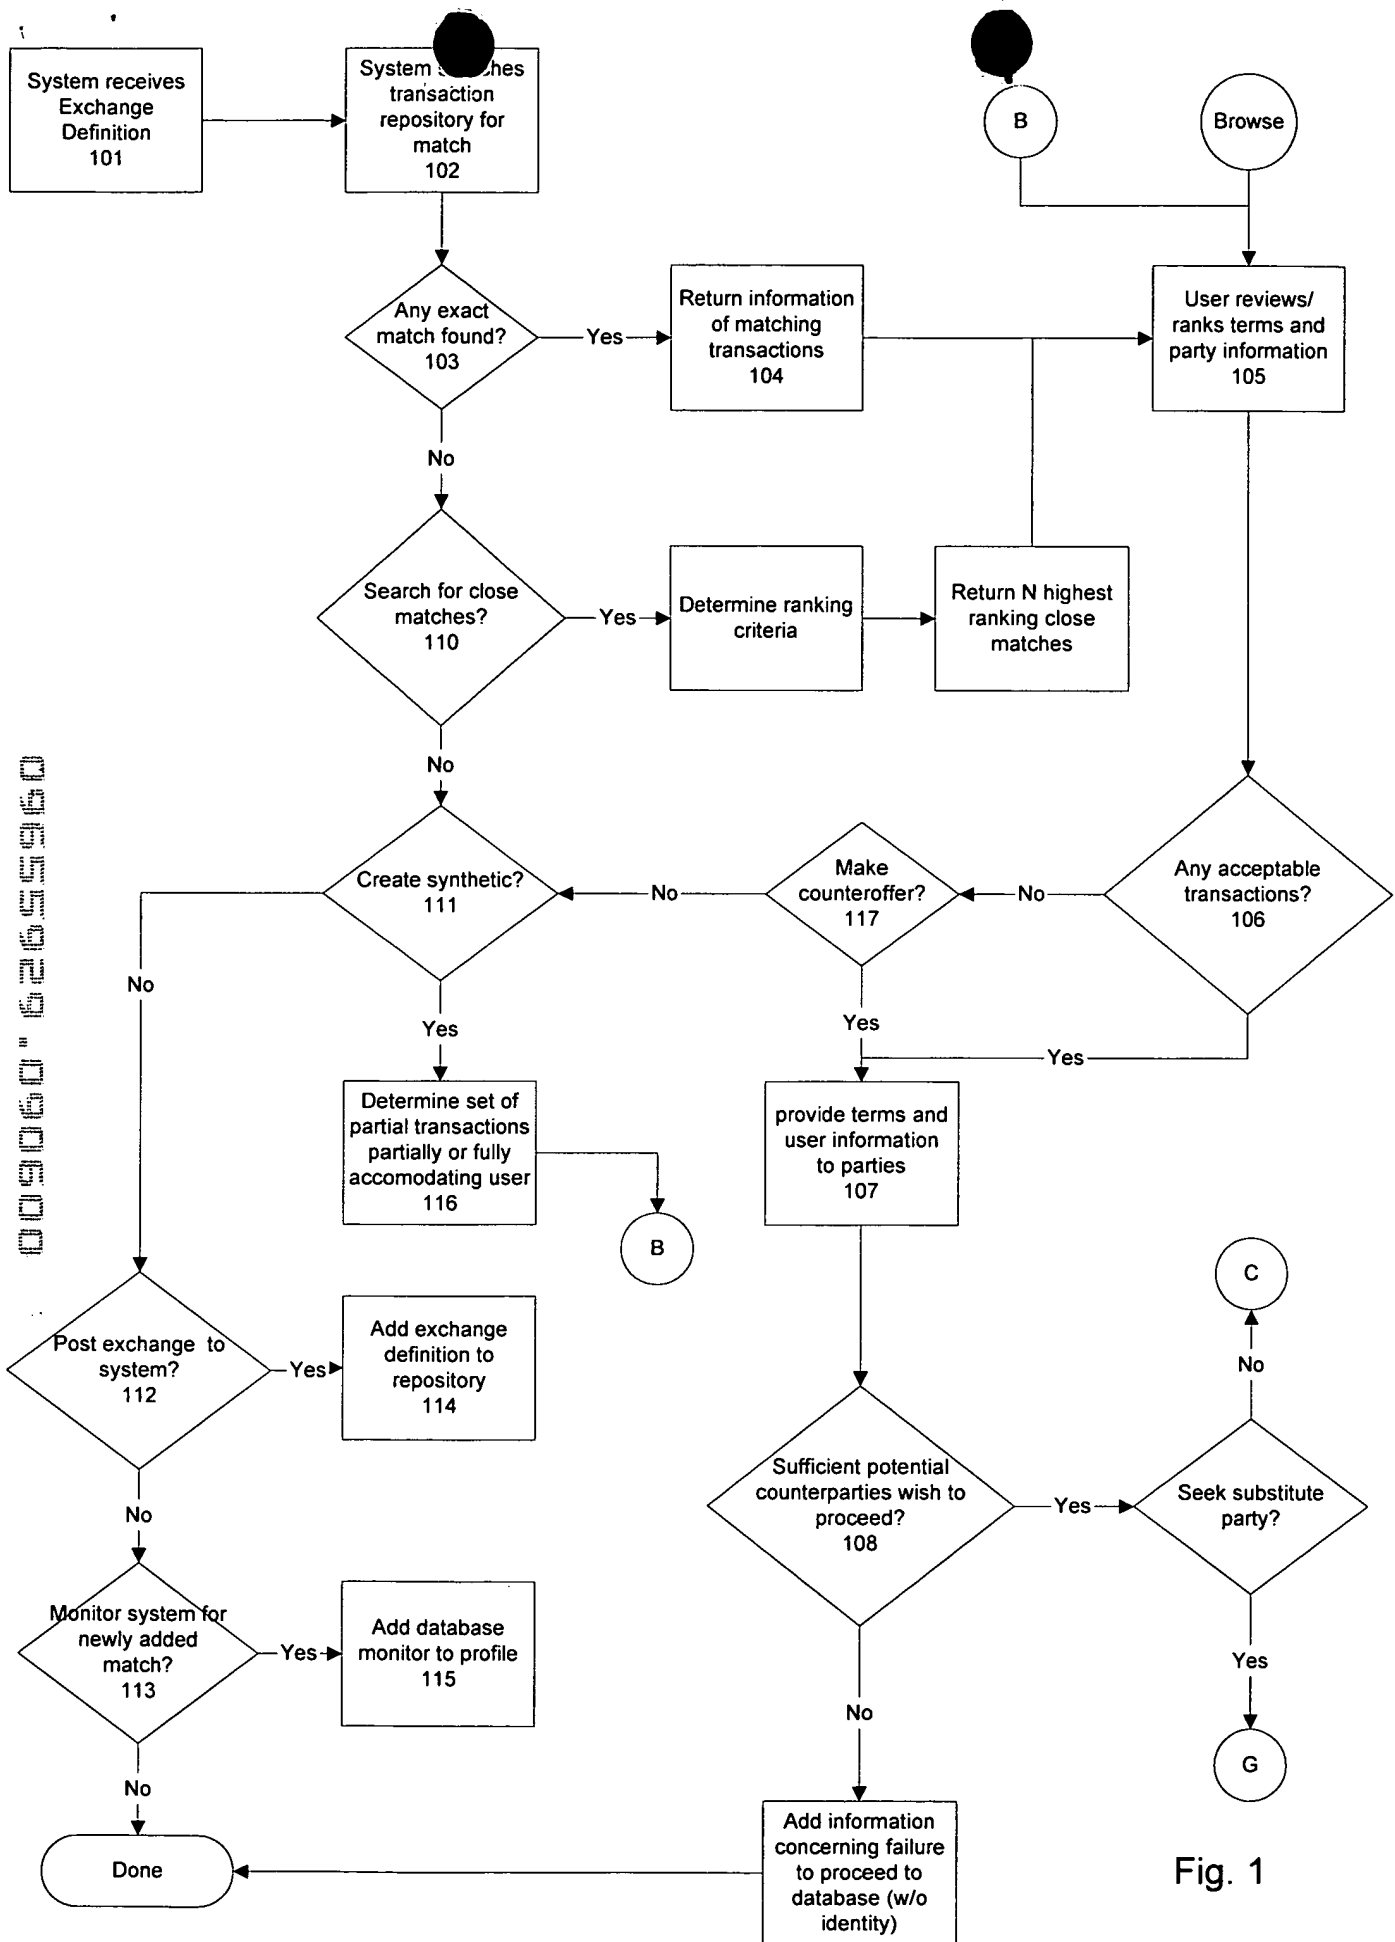 System receives
Exchange
Definition
101
System
transaction
repository for
match
102
B
Browse
Any exact
match found?
103
Yes
Return information
of matching
transactions
104
User reviews/
ranks terms and
party information
105
No
Search for close
matches?
110
Yes
Determine ranking
criteria
Return N highest
ranking close
matches
No
Create synthetic?
111
No
Make
counteroffer?
117
No
Any acceptable
transactions?
106
No
Yes
Yes
Yes
Determine set of
partial transactions
partially or fully
accomodating user
116
B
provide terms and
user information
to parties
107
C
No
Post exchange to
system?
112
Yes
Add exchange
definition to
repository
114
Sufficient potential
counterparties wish to
proceed?
108
Yes
Seek substitute
party?
No
Monitor system for
newly added
match?
113
Yes
Add database
monitor to profile
115
Yes
No
G
No
Done
Add information
concerning failure
to proceed to
database (w/o
identity)
Fig. 1